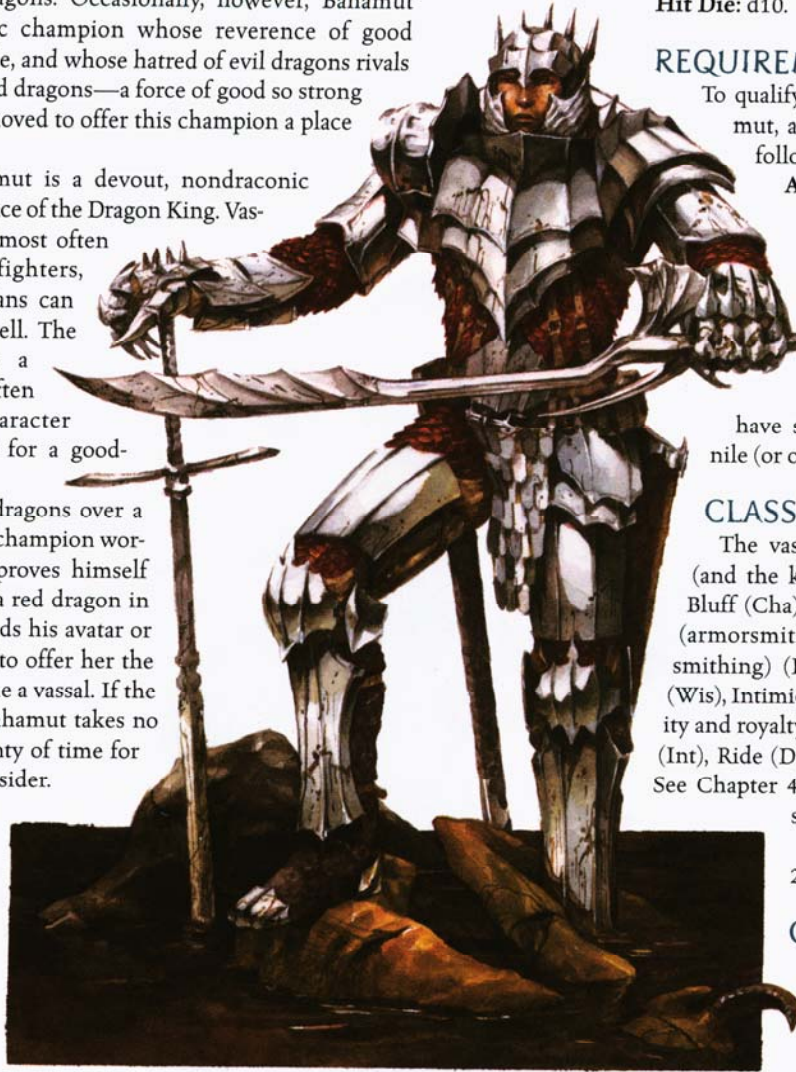 agons. Occasionally, however, Bahamut
c champion whose reverence of good
e, and whose hatred of evil dragons rivals
d dragons—a force of good so strong
oved to offer this champion a place
mut is a devout, nondraconic
ce of the Dragon King. Vas-
most often
fighters,
ans can
ell. The
a
ten
aracter
for a good-
dragons over a
champion wor-
proves himself
a red dragon in
ds his avatar or
to offer her the
e a vassal. If the
hamut takes no
nty of time for
sider.
Hit Die: d10.
REQUIREM
To qualify
mut, a
follo
A
have s
nile (or o
CLASS
The vas
(and the k
Bluff (Cha)
(armorsmit
smithing) (I
(Wis), Intimi
ity and royalty
(Int), Ride (D
See Chapter 4
s
2